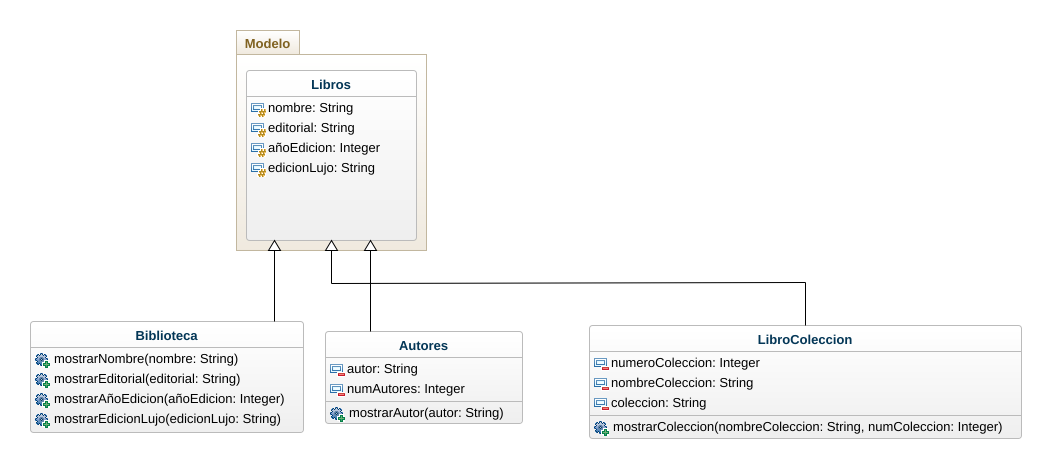 Modelo
Libros
nombre: String
editorial: String
añoEdicion: Integer
edicionLujo: String
Biblioteca
mostrarNombre(nombre: String)
mostrarEditorial(editorial: String)
mostrarAñoEdicion(añoEdicion: Integer)
mostrarEdicionLujo(edicionLujo: String)
Autores
autor: String
numAutores: Integer
mostrarAutor(autor: String)
LibroColeccion
numeroColeccion: Integer
nombreColeccion: String
coleccion: String
mostrarColeccion(nombreColeccion: String, numColeccion: Integer)